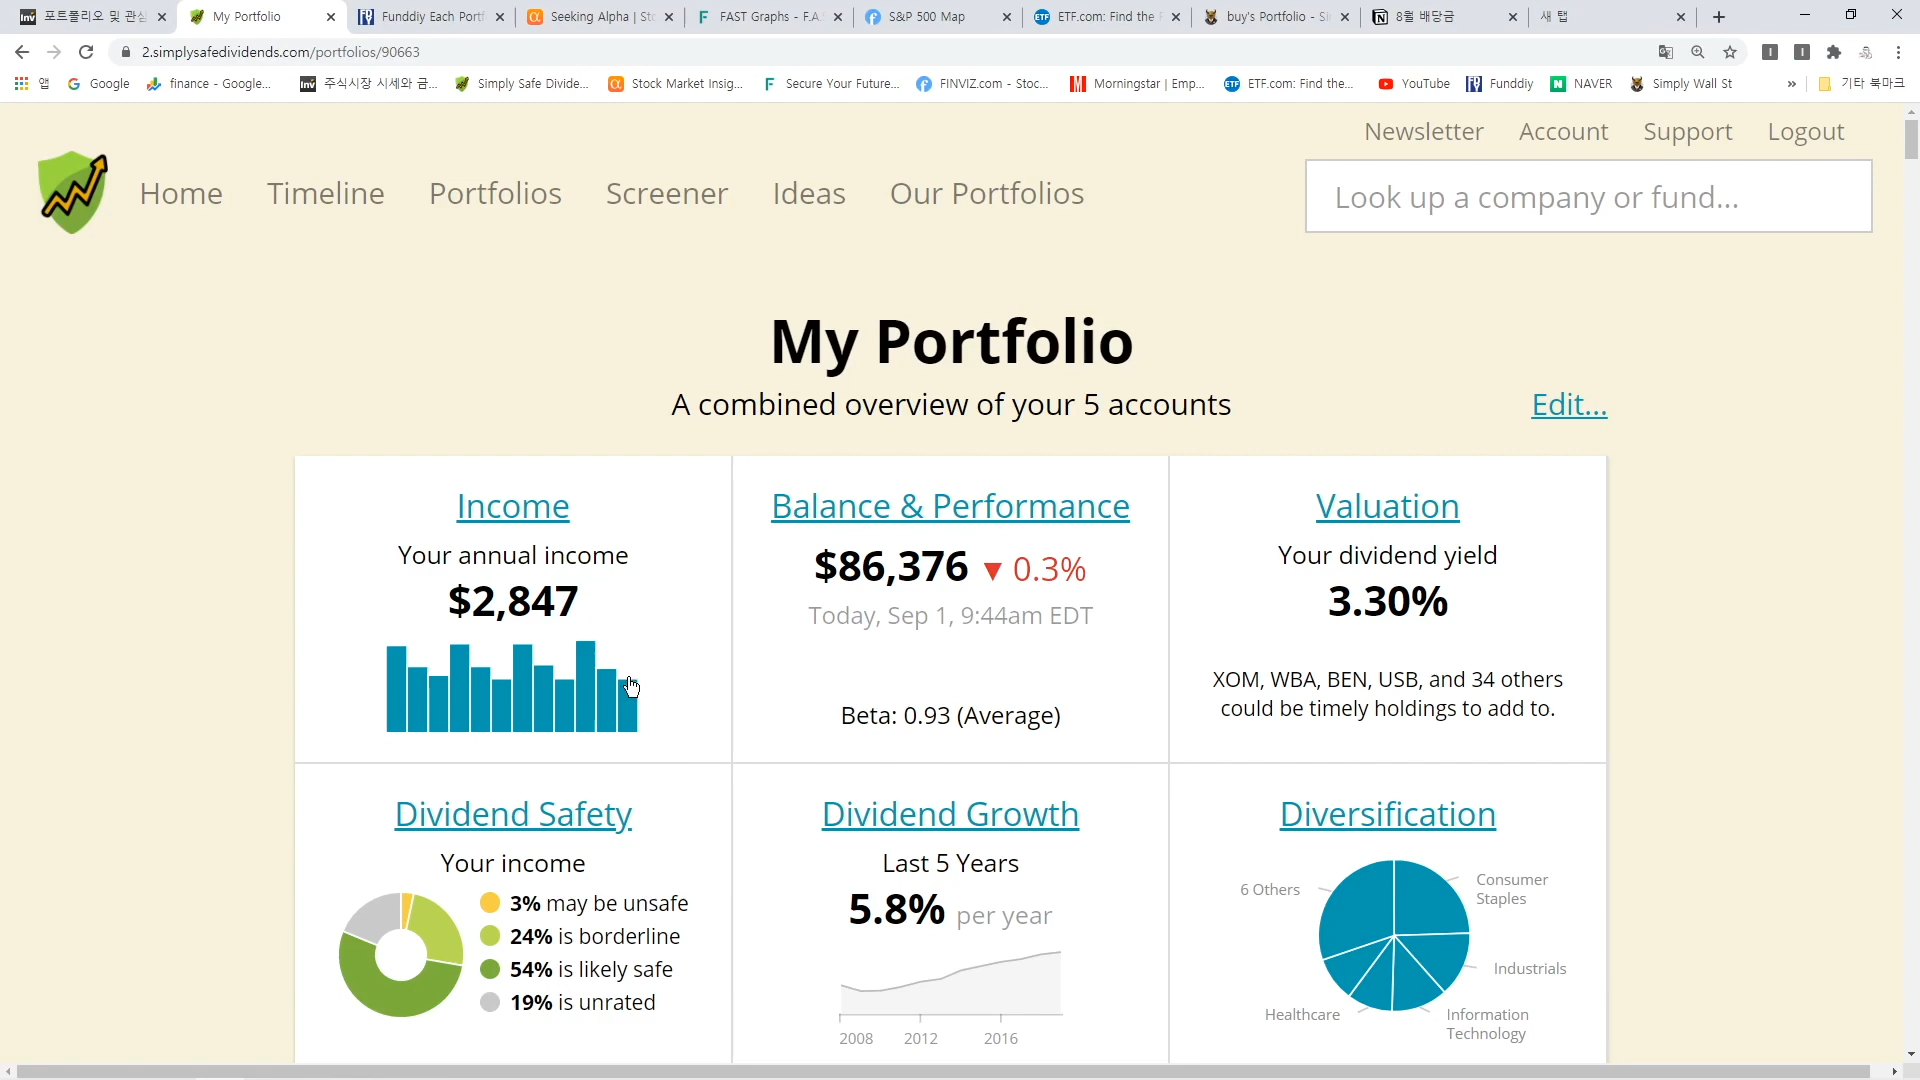 포트폴리오 및 관심
My Portfolio
Funddiy Each Portf
Seeking Alpha | Sto
FAST Graphs - F.A.S
S&P 500 Map
ETF.com: Find the F
buy's Portfolio - Si
8월 배당금
새 탭
2.simplysafedividends.com/portfolios/90663
앱
Google
finance - Google...
주식시장 시세와 금...
Simply Safe Divide...
Stock Market Insig...
Secure Your Future...
FINVIZ.com - Stoc...
Morningstar | Emp...
ETF.com: Find the...
YouTube
Funddiy
NAVER
Simply Wall St
»
기타 북마크
Newsletter Account Support Logout
Home Timeline Portfolios Screener Ideas Our Portfolios
Look up a company or fund...
My Portfolio
A combined overview of your 5 accounts
Edit...
Income
Your annual income
$2,847
Balance & Performance
$86,376 ▼ 0.3%
Today, Sep 1, 9:44am EDT
Beta: 0.93 (Average)
Valuation
Your dividend yield
3.30%
XOM, WBA, BEN, USB, and 34 others
could be timely holdings to add to.
Dividend Safety
Your income
3% may be unsafe
24% is borderline
54% is likely safe
19% is unrated
Dividend Growth
Last 5 Years
5.8% per year
2008 2012 2016
Diversification
6 Others
Consumer
Staples
Industrials
Healthcare
Information
Technology